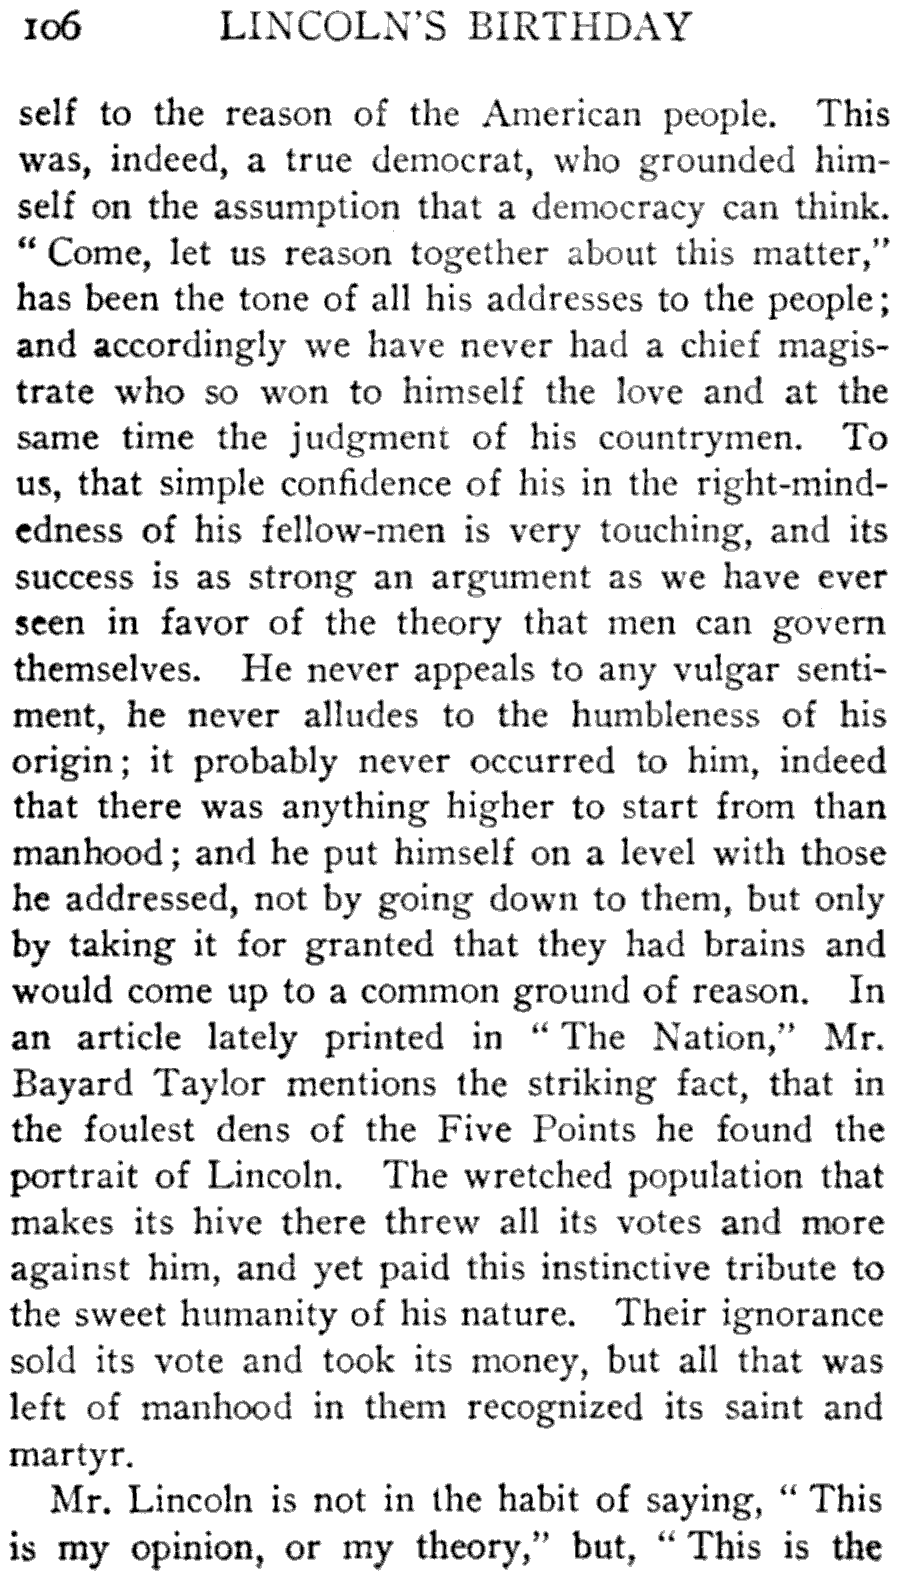 106 LINCOLN'S BIRTHDAY
self to the reason of the American people. This
was, indeed, a true democrat, who grounded him-
self on the assumption that a democracy can think.
“ Come, let us reason together about this matter,”
has been the tone of all his addresses to the people;
and accordingly we have never had a chief magis-
trate who so won to himself the love and at the
same time the judgment of his countrymen. To
us, that simple confidence of his in the right-mind-
edness of his fellow-men is very touching, and its
success is as strong an argument as we have ever
seen in favor of the theory that men can govern
themselves. He never appeals to any vulgar senti-
ment, he never alludes to the humbleness of his
origin; it probably never occurred to him, indeed
that there was anything higher to start from than
manhood; and he put himself on a level with those
he addressed, not by going down to them, but only
by taking it for granted that they had brains and
would come up to a common ground of reason. In
an article lately printed in “ The Nation,” Mr.
Bayard Taylor mentions the striking fact, that in
the foulest dens of the Five Points he found the
portrait of Lincoln. The wretched population that
makes its hive there threw all its votes and more
against him, and yet paid this instinctive tribute to
the sweet humanity of his nature. Their ignorance
sold its vote and took its money, but all that was
left of manhood in them recognized its saint and
martyr.
Mr. Lincoln is not in the habit of saying, “ This
is my opinion, or my theory,” but, “ This is the